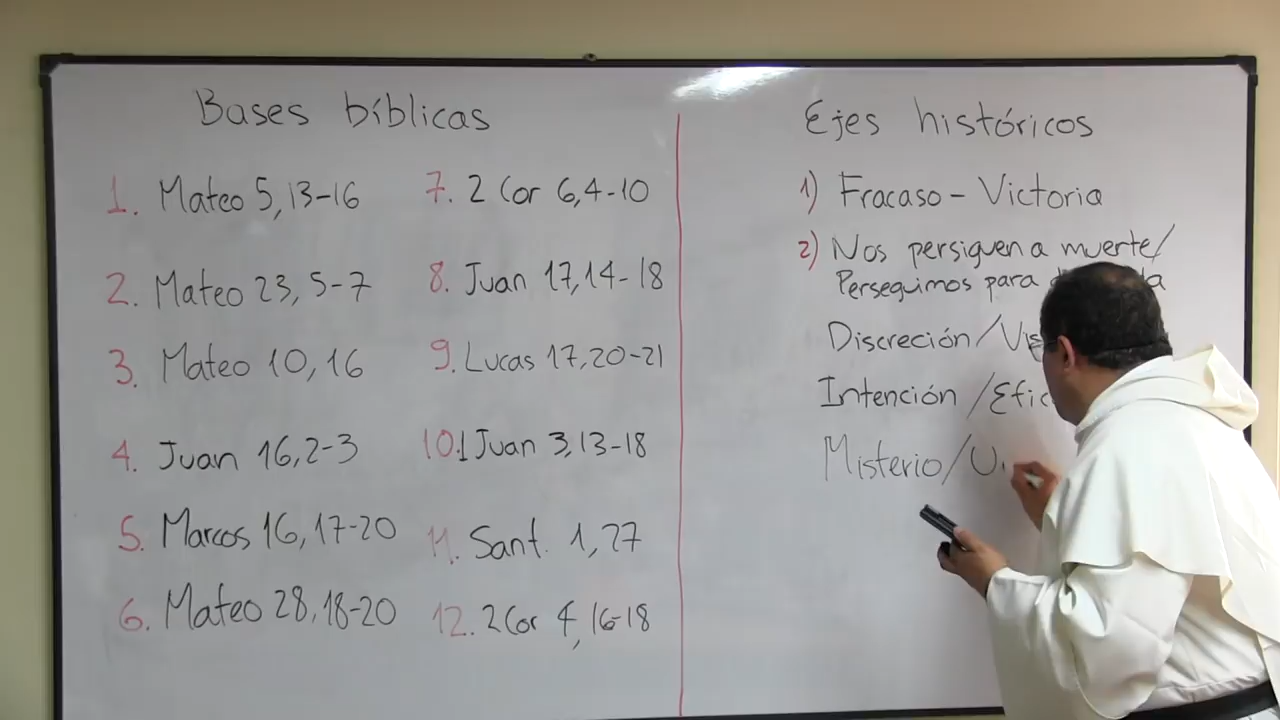 Bases bíblicas
1. Mateo 5,13-16
2. Mateo 23, 5-7
3. Mateo 10, 16
4. Juan 16,2-3
5. Marcos 16, 17-20
6. Mateo 28,18-20
7. 2 Cor 6,4-10
8. Juan 17,14-18
9. Lucas 17,20-21
10. 1 Juan 3,13-18
11. Sant. 1,27
12. 2 Cor 4,16-18
Ejes históricos
1) Fracaso - Victoria
2) Nos persiguen a muerte/
Perseguimos para
Discreción/
Intención /
Misterio/